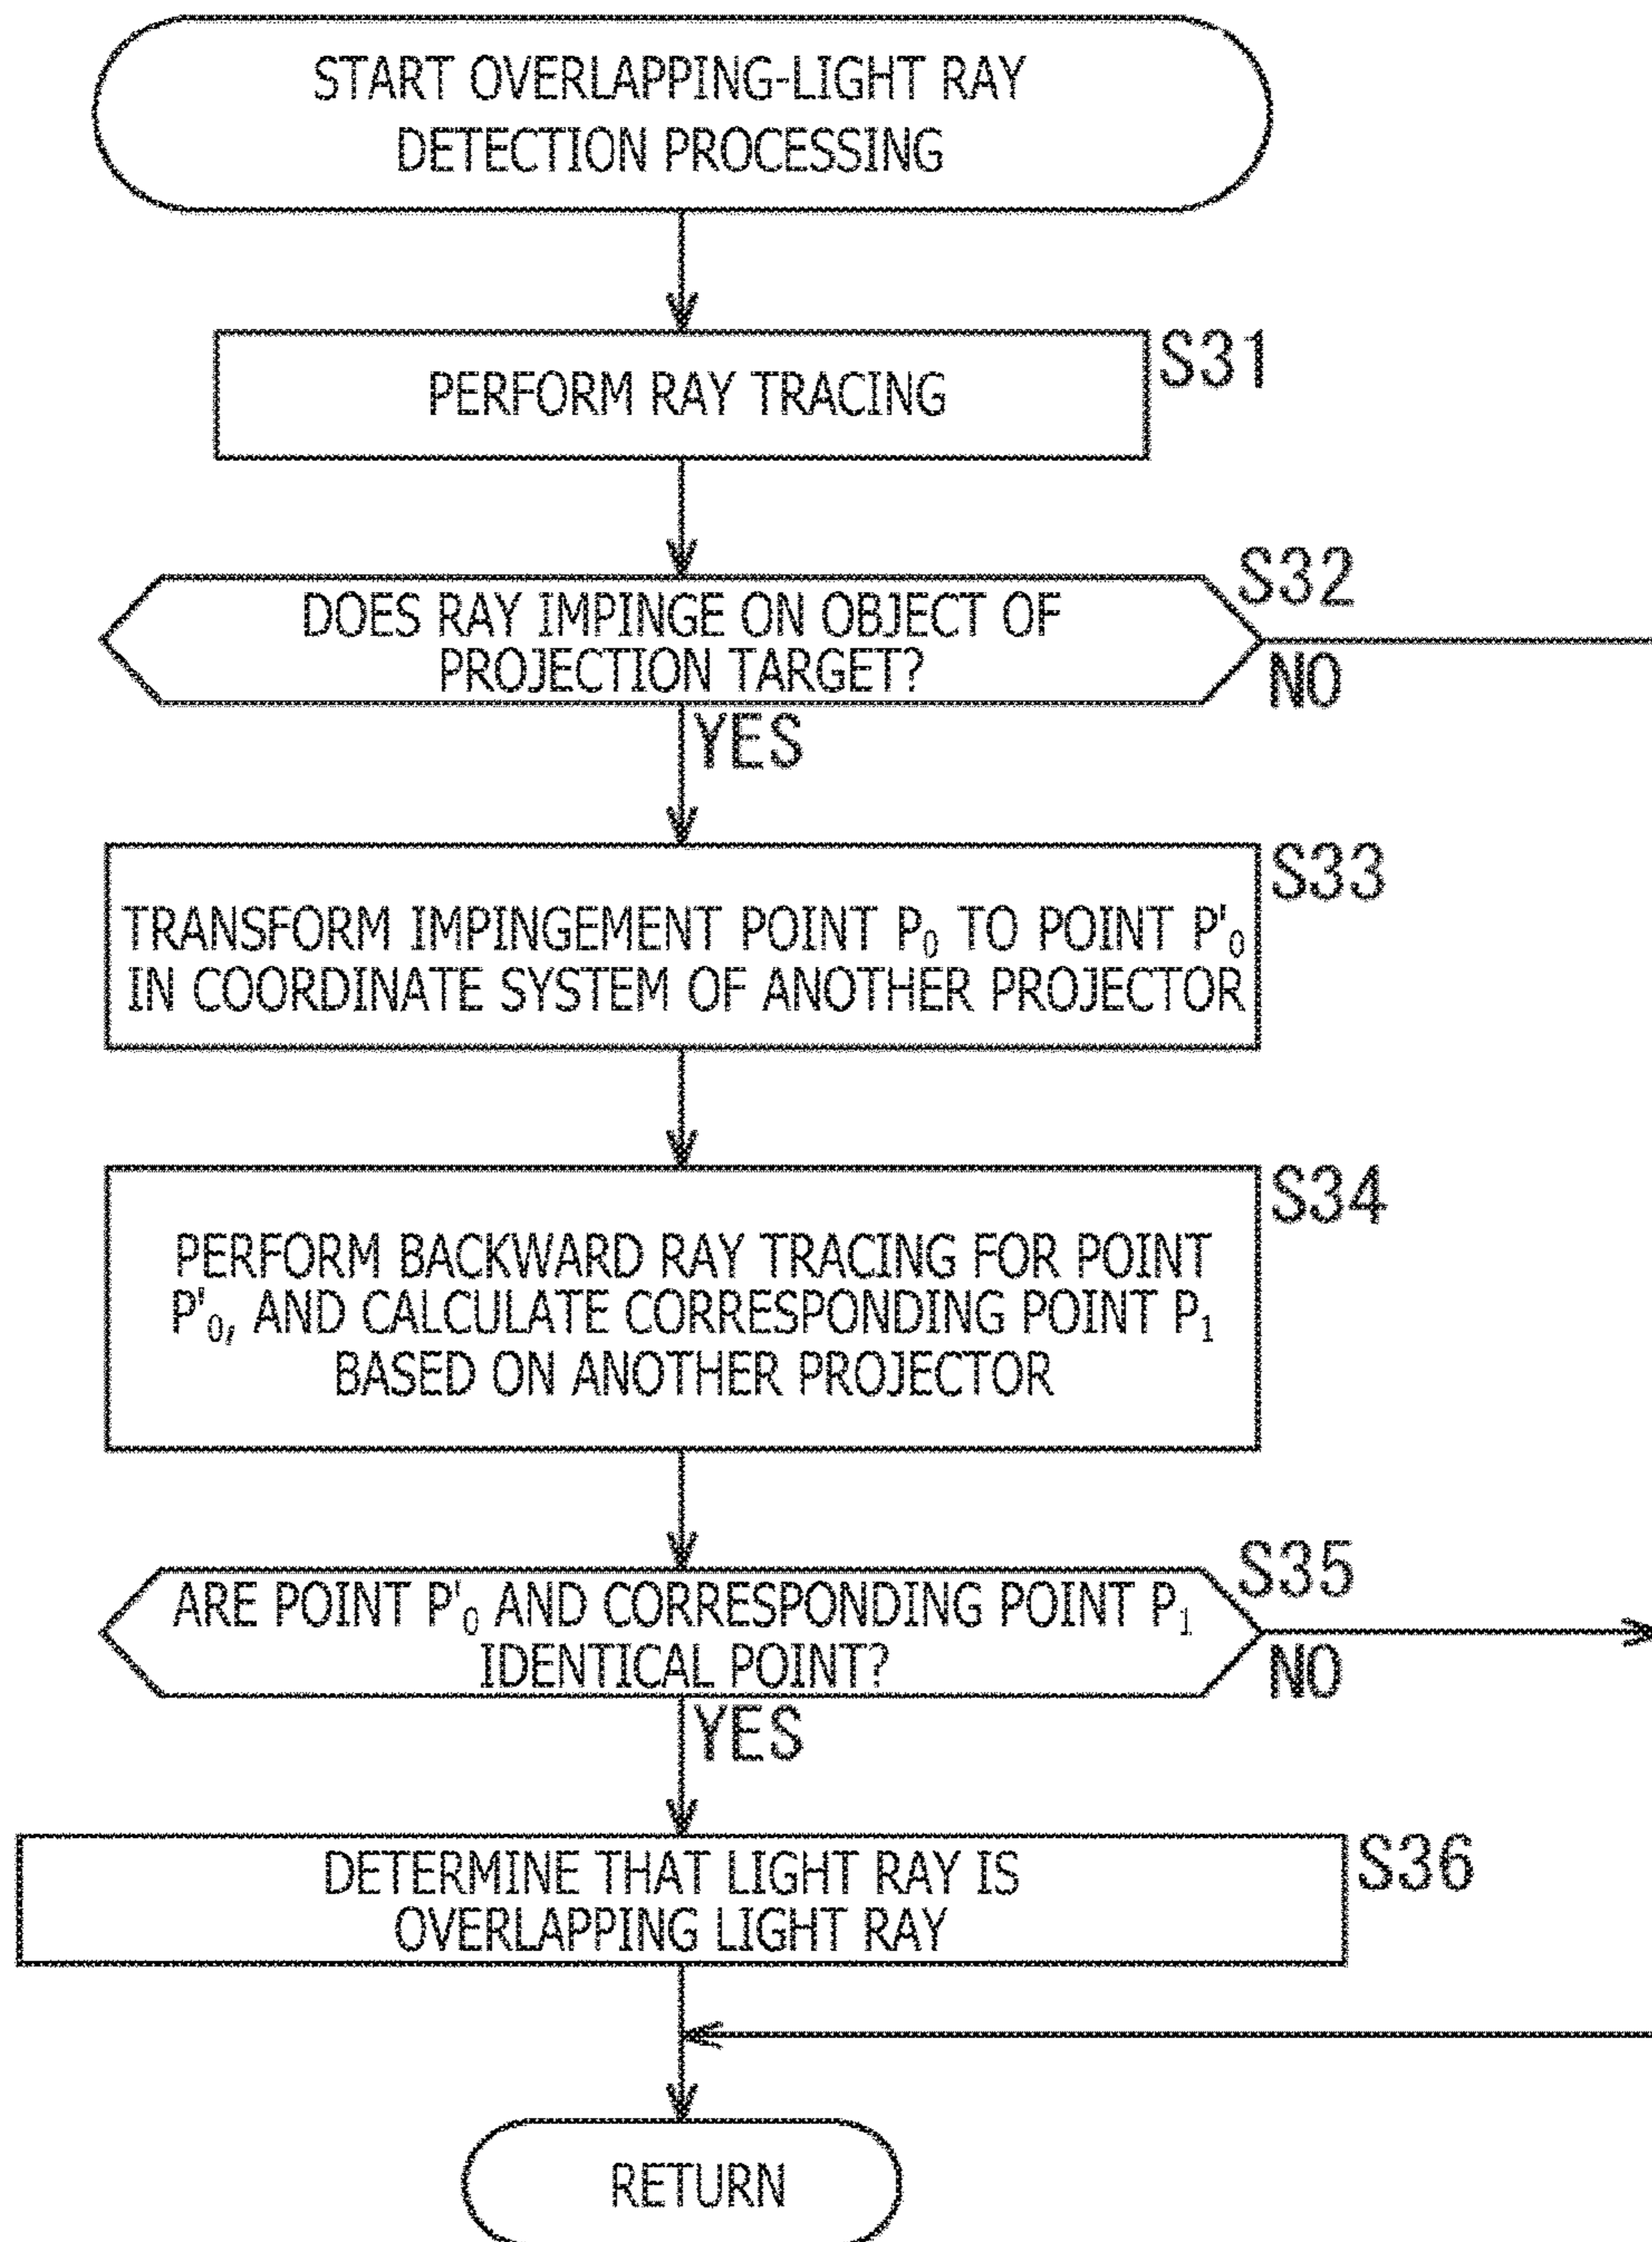 START OVERLAPPING-LIGHT RAY
DETECTION PROCESSING
PERFORM RAY TRACING
S31
DOES RAY IMPINGE ON OBJECT OF
PROJECTION TARGET?
S32
NO
YES
TRANSFORM IMPINGEMENT POINT P₀ TO POINT P'₀
IN COORDINATE SYSTEM OF ANOTHER PROJECTOR
S33
PERFORM BACKWARD RAY TRACING FOR POINT
P'₀, AND CALCULATE CORRESPONDING POINT P₁
BASED ON ANOTHER PROJECTOR
S34
ARE POINT P'₀ AND CORRESPONDING POINT P₁
IDENTICAL POINT?
S35
NO
YES
DETERMINE THAT LIGHT RAY IS
OVERLAPPING LIGHT RAY
S36
RETURN